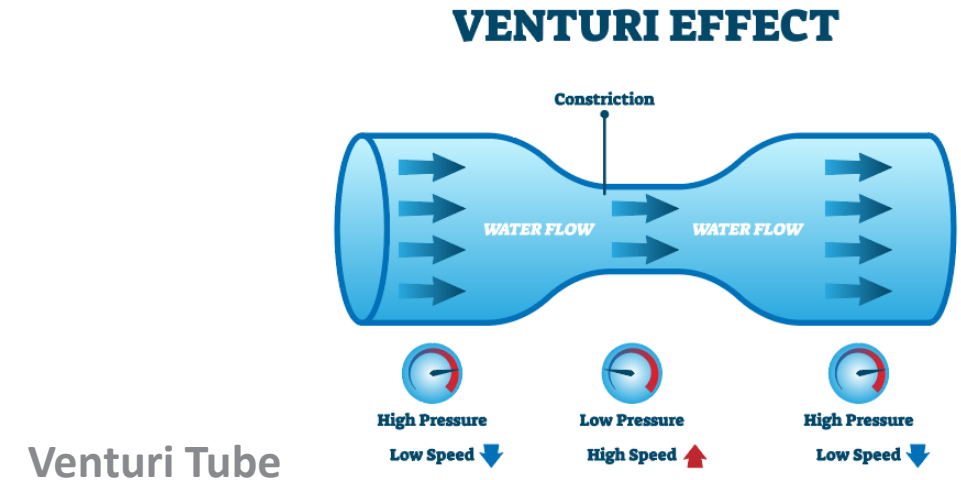 VENTURI EFFECT
Constriction
WATER FLOW
WATER FLOW
High Pressure
Low Pressure
High Pressure
Low Speed
High Speed
Low Speed
Venturi Tube